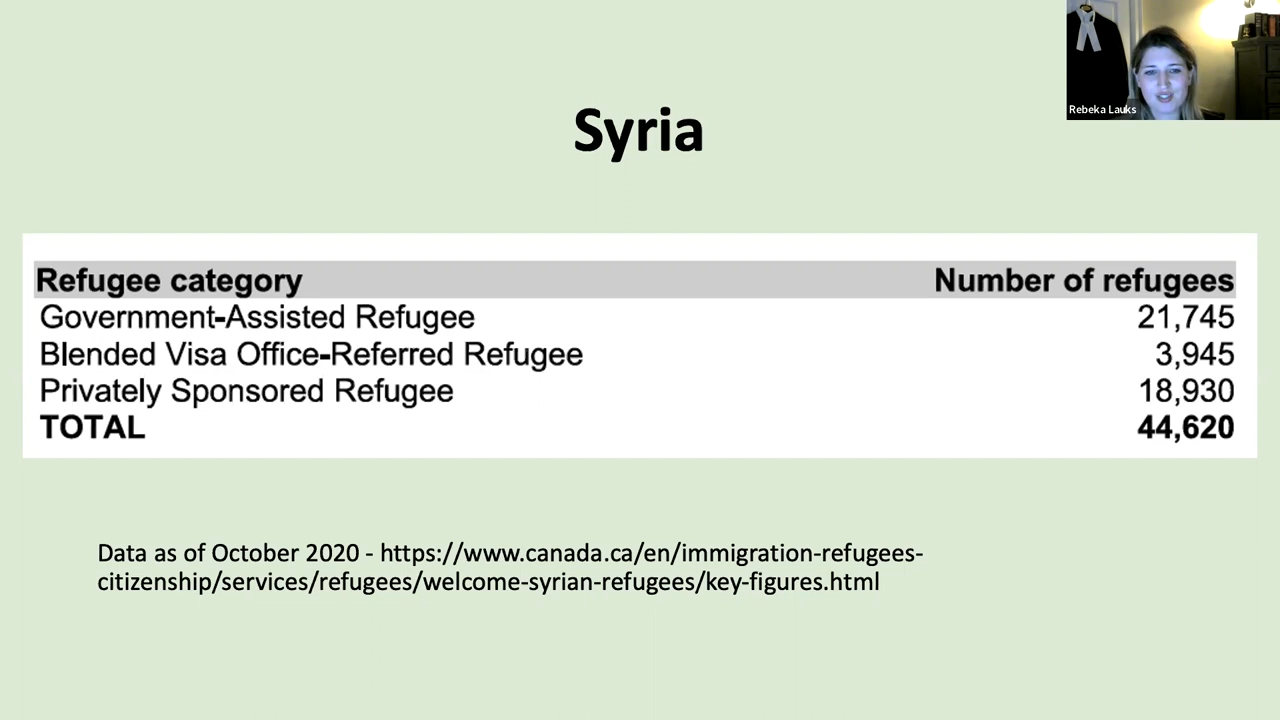 Rebeka Lauks
Syria
Refugee category Number of refugees
Government-Assisted Refugee 21,745
Blended Visa Office-Referred Refugee 3,945
Privately Sponsored Refugee 18,930
TOTAL 44,620
Data as of October 2020 - https://www.canada.ca/en/immigration-refugees-
citizenship/services/refugees/welcome-syrian-refugees/key-figures.html